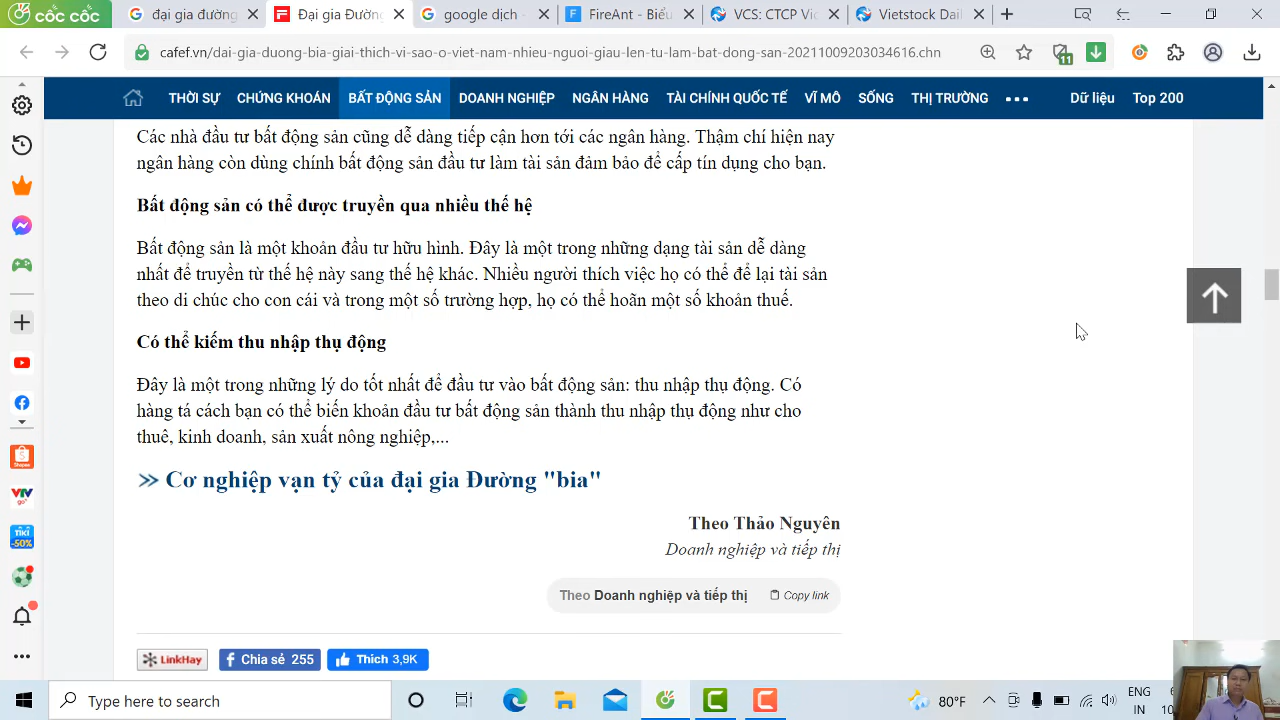 cốc cốc
đại gia đường
Đại gia Đườn
google dịch -
FireAnt - Biểu
VCS: CTCP Vic
Vietstock Dail
cafef.vn/dai-gia-duong-bia-giai-thich-vi-sao-o-viet-nam-nhieu-nguoi-giau-len-tu-lam-bat-dong-san-20211009203034616.chn
11
THỜI SỰ
CHỨNG KHOÁN
BẤT ĐỘNG SẢN
DOANH NGHIỆP
NGÂN HÀNG
TÀI CHÍNH QUỐC TẾ
VĨ MÔ
SỐNG
THỊ TRƯỜNG
Dữ liệu
Top 200
Các nhà đầu tư bất động sản cũng dễ dàng tiếp cận hơn tới các ngân hàng. Thậm chí hiện nay
ngân hàng còn dùng chính bất động sản đầu tư làm tài sản đảm bảo để cấp tín dụng cho bạn.
Bất động sản có thể được truyền qua nhiều thế hệ
Bất động sản là một khoản đầu tư hữu hình. Đây là một trong những dạng tài sản dễ dàng
nhất để truyền từ thế hệ này sang thế hệ khác. Nhiều người thích việc họ có thể để lại tài sản
theo di chúc cho con cái và trong một số trường hợp, họ có thể hoãn một số khoản thuế.
Có thể kiếm thu nhập thụ động
Đây là một trong những lý do tốt nhất để đầu tư vào bất động sản: thu nhập thụ động. Có
hàng tá cách bạn có thể biến khoản đầu tư bất động sản thành thu nhập thụ động như cho
thuê, kinh doanh, sản xuất nông nghiệp,...
Cơ nghiệp vạn tỷ của đại gia Đường "bia"
Theo Thảo Nguyên
Doanh nghiệp và tiếp thị
Theo Doanh nghiệp và tiếp thị
Copy link
LinkHay
Chia sẻ 255
Thích 3,9K
Shopee
VTV
go
TIKI
-50%
Type here to search
80°F
ENG
IN